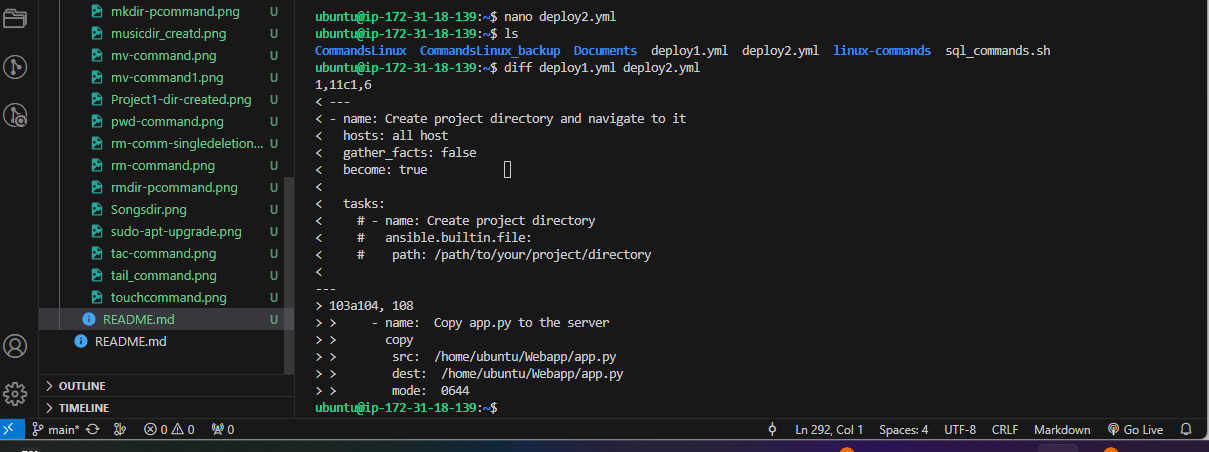 mkdir-pcommand.png U
musicdir_creatd.png U
mv-command.png U
mv-command1.png U
Project1-dir-created.png U
pwd-command.png U
rm-comm-singledeletion... U
rm-command.png U
rmdir-pcommand.png U
Songsdir.png U
sudo-apt-upgrade.png U
tac-command.png U
tail_command.png U
touchcommand.png U
README.md U
README.md
OUTLINE
TIMELINE
ubuntu@ip-172-31-18-139:~$ nano deploy2.yml
ubuntu@ip-172-31-18-139:~$ ls
CommandsLinux CommandsLinux_backup Documents deploy1.yml deploy2.yml linux-commands sql_commands.sh
ubuntu@ip-172-31-18-139:~$ diff deploy1.yml deploy2.yml
1,11c1,6
< ---
< - name: Create project directory and navigate to it
<   hosts: all host
<   gather_facts: false
<   become: true
<
<   tasks:
<     # - name: Create project directory
<     #   ansible.builtin.file:
<     #    path: /path/to/your/project/directory
<
---
> 103a104, 108
> >     - name:  Copy app.py to the server
> >       copy
> >        src:  /home/ubuntu/Webapp/app.py
> >        dest:  /home/ubuntu/Webapp/app.py
> >        mode:  0644
ubuntu@ip-172-31-18-139:~$
main* 0 0 0 Ln 292, Col 1 Spaces: 4 UTF-8 CRLF Markdown Go Live